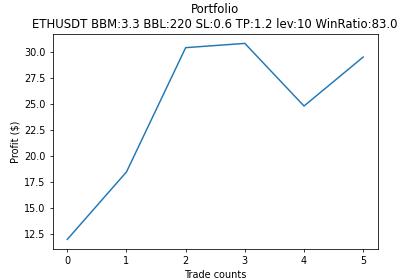 Portfolio
ETHUSDT BBM:3.3 BBL:220 SL:0.6 TP:1.2 lev:10 WinRatio:83.0
30.0
27.5
25.0
22.5
20.0
17.5
15.0
12.5
Profit ($)
0 1 2 3 4 5
Trade counts